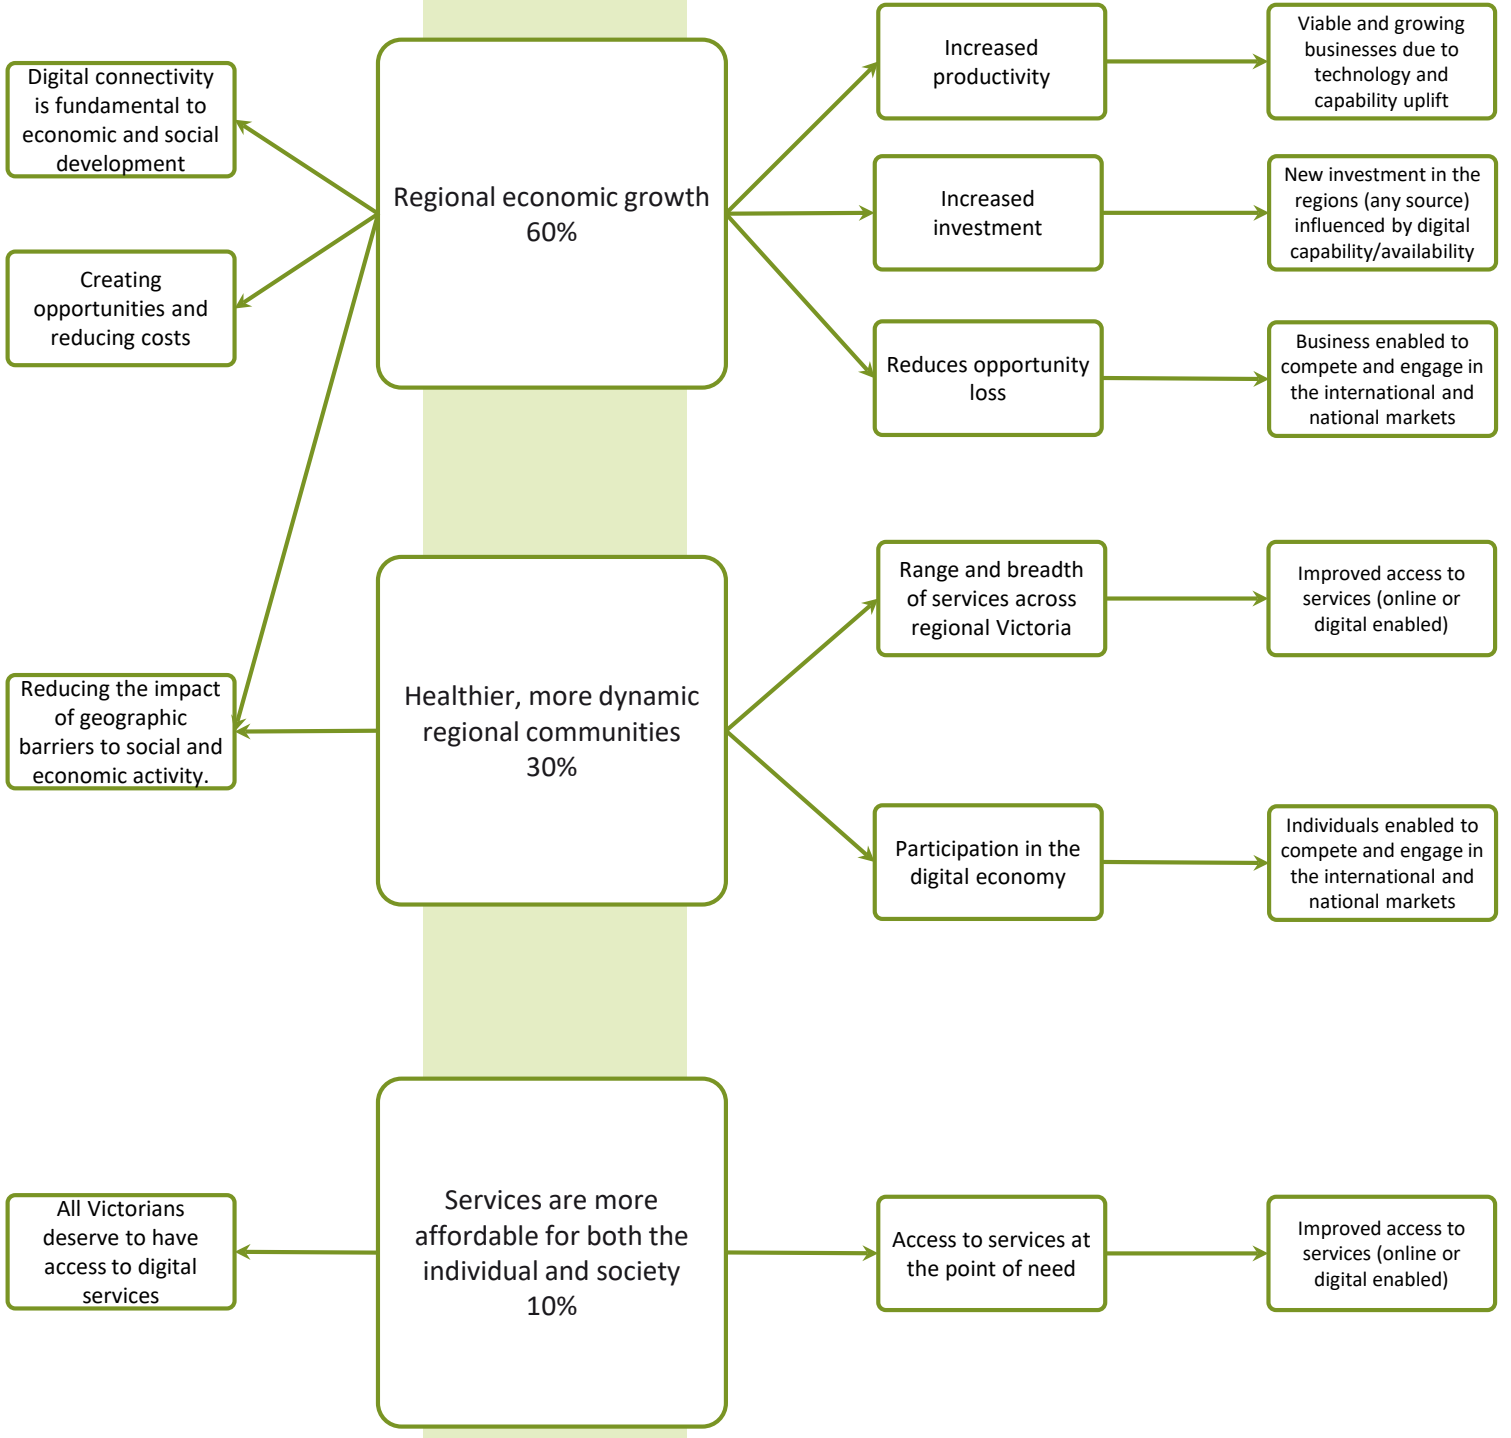 Digital connectivity
is fundamental to
economic and social
development
Creating
opportunities and
reducing costs
Reducing the impact
of geographic
barriers to social and
economic activity.
All Victorians
deserve to have
access to digital
services
Regional economic growth
60%
Healthier, more dynamic
regional communities
30%
Services are more
affordable for both the
individual and society
10%
Increased
productivity
Increased
investment
Reduces opportunity
loss
Range and breadth
of services across
regional Victoria
Participation in the
digital economy
Access to services at
the point of need
Viable and growing
businesses due to
technology and
capability uplift
New investment in the
regions (any source)
influenced by digital
capability/availability
Business enabled to
compete and engage in
the international and
national markets
Improved access to
services (online or
digital enabled)
Individuals enabled to
compete and engage in
the international and
national markets
Improved access to
services (online or
digital enabled)